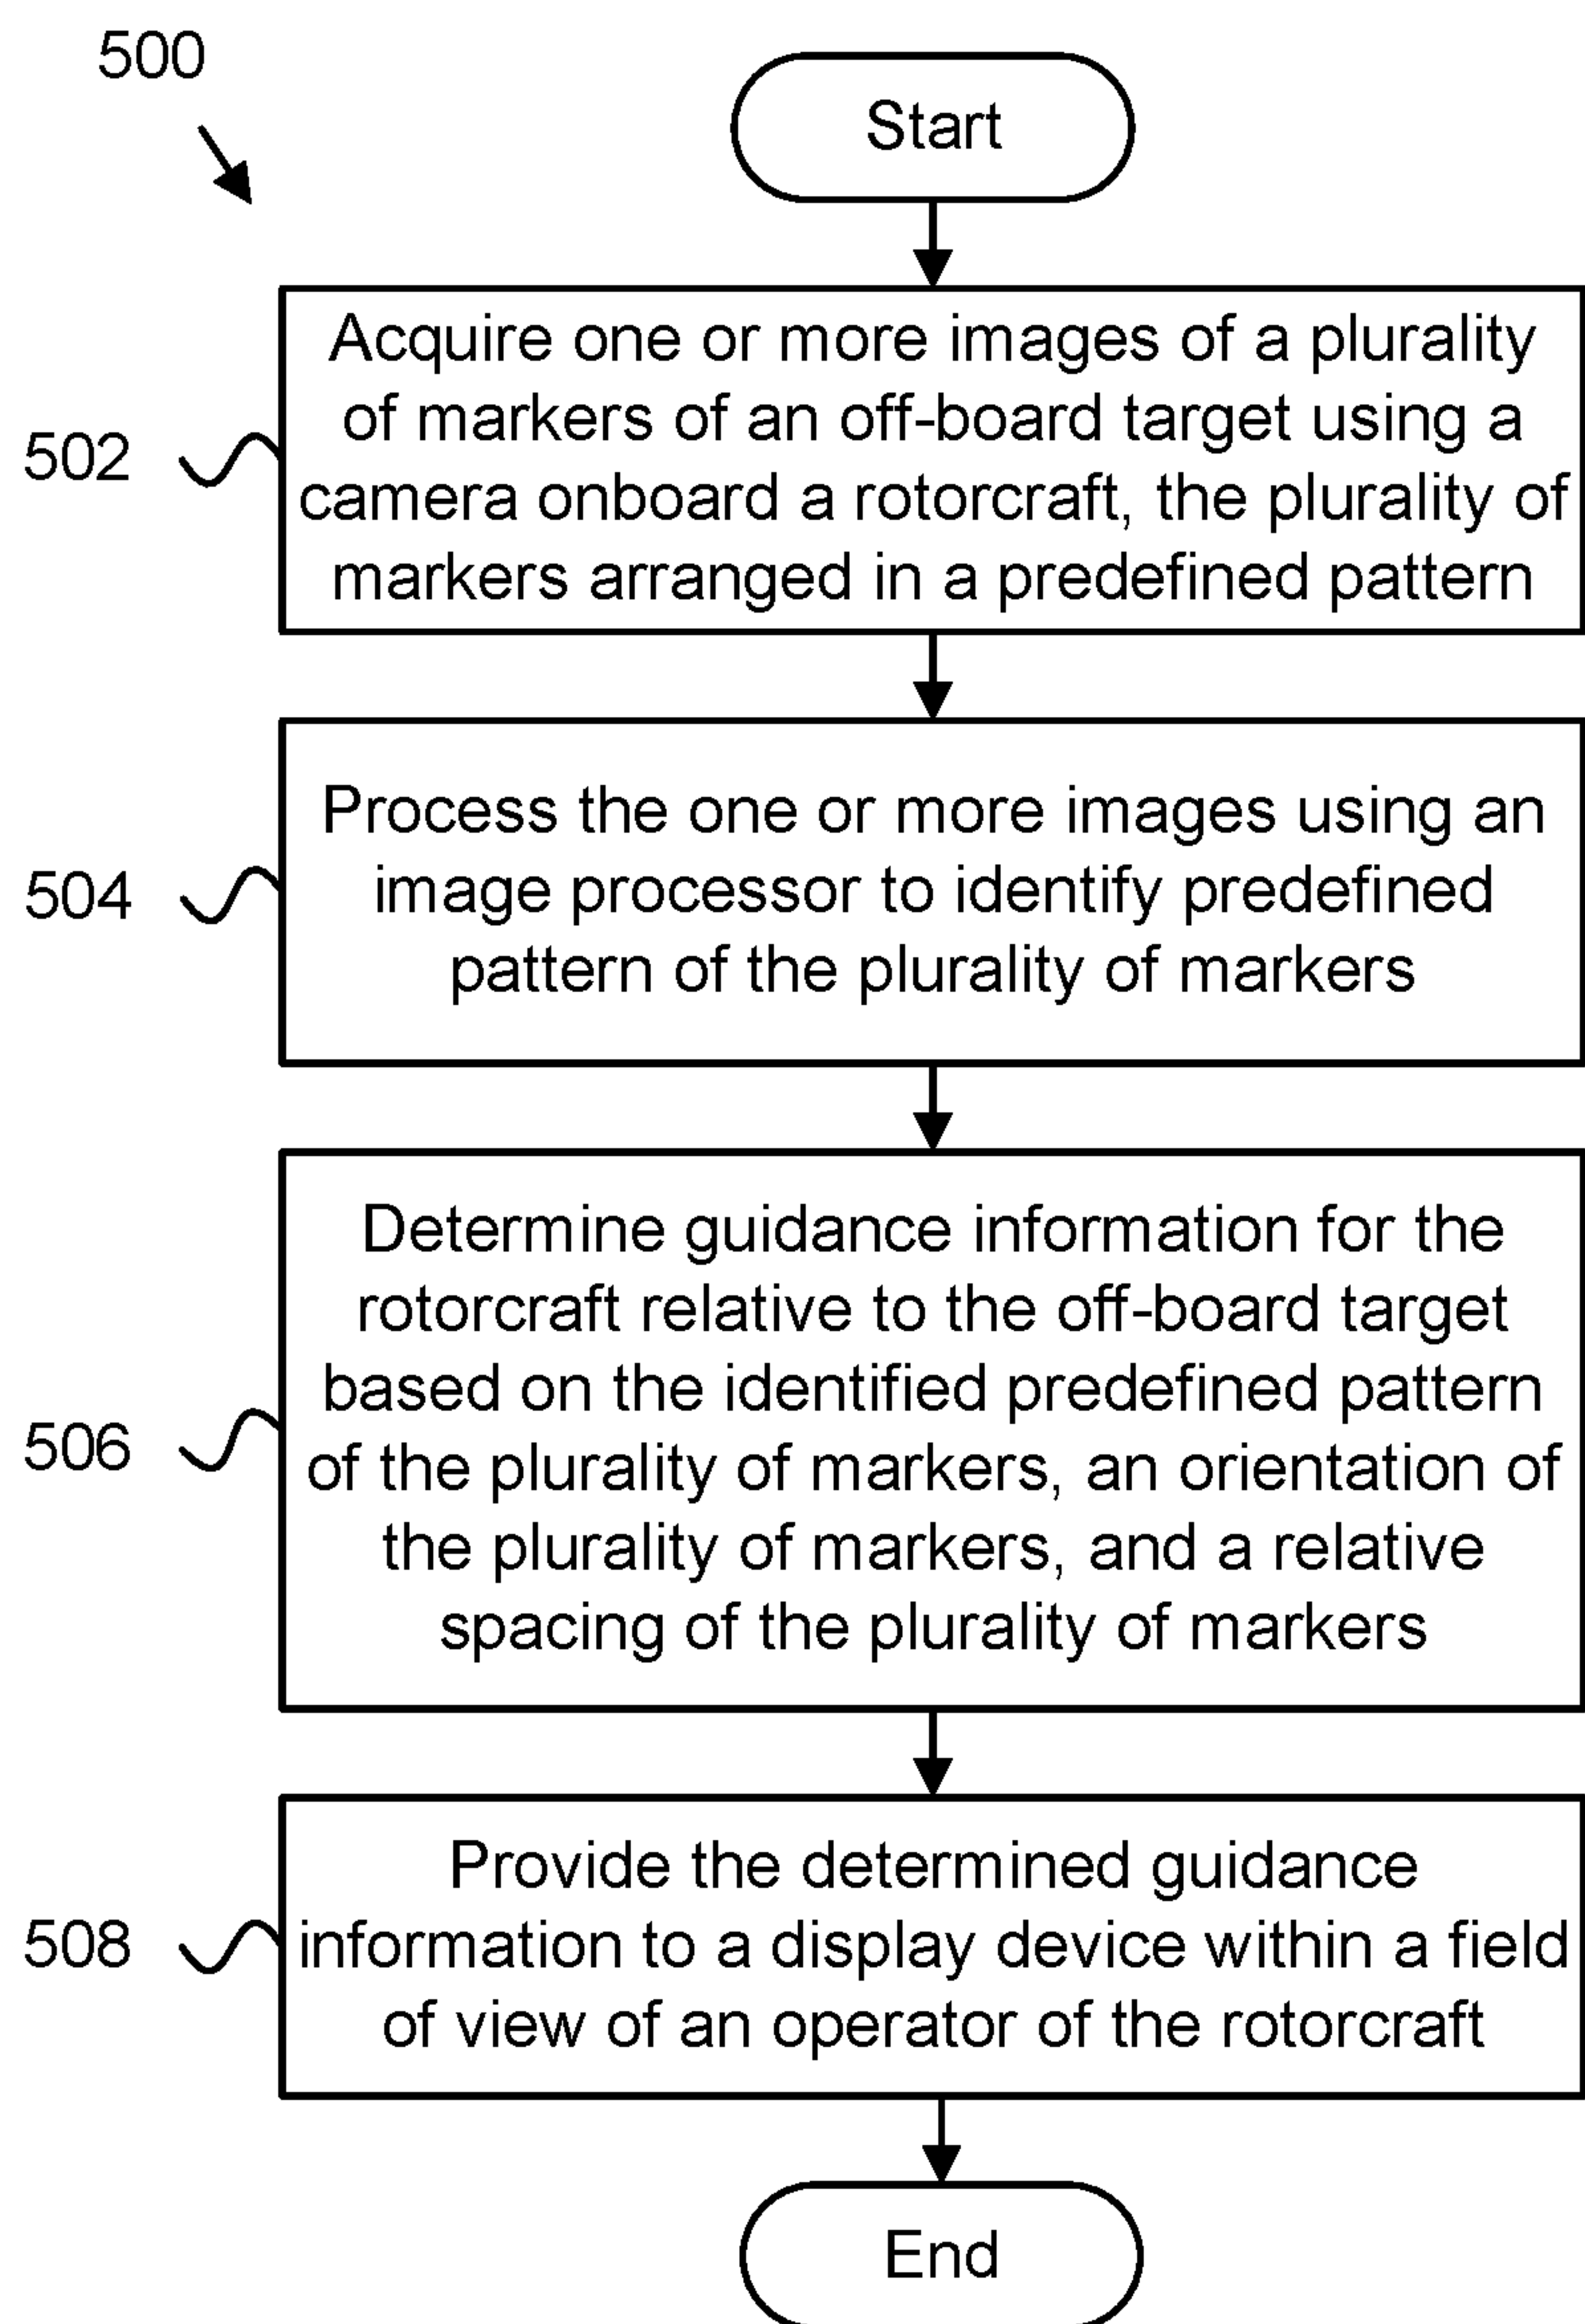 500
Start
Acquire one or more images of a plurality
of markers of an off-board target using a
camera onboard a rotorcraft, the plurality of
markers arranged in a predefined pattern
502
Process the one or more images using an
image processor to identify predefined
pattern of the plurality of markers
504
Determine guidance information for the
rotorcraft relative to the off-board target
based on the identified predefined pattern
of the plurality of markers, an orientation of
the plurality of markers, and a relative
spacing of the plurality of markers
506
Provide the determined guidance
information to a display device within a field
of view of an operator of the rotorcraft
508
End